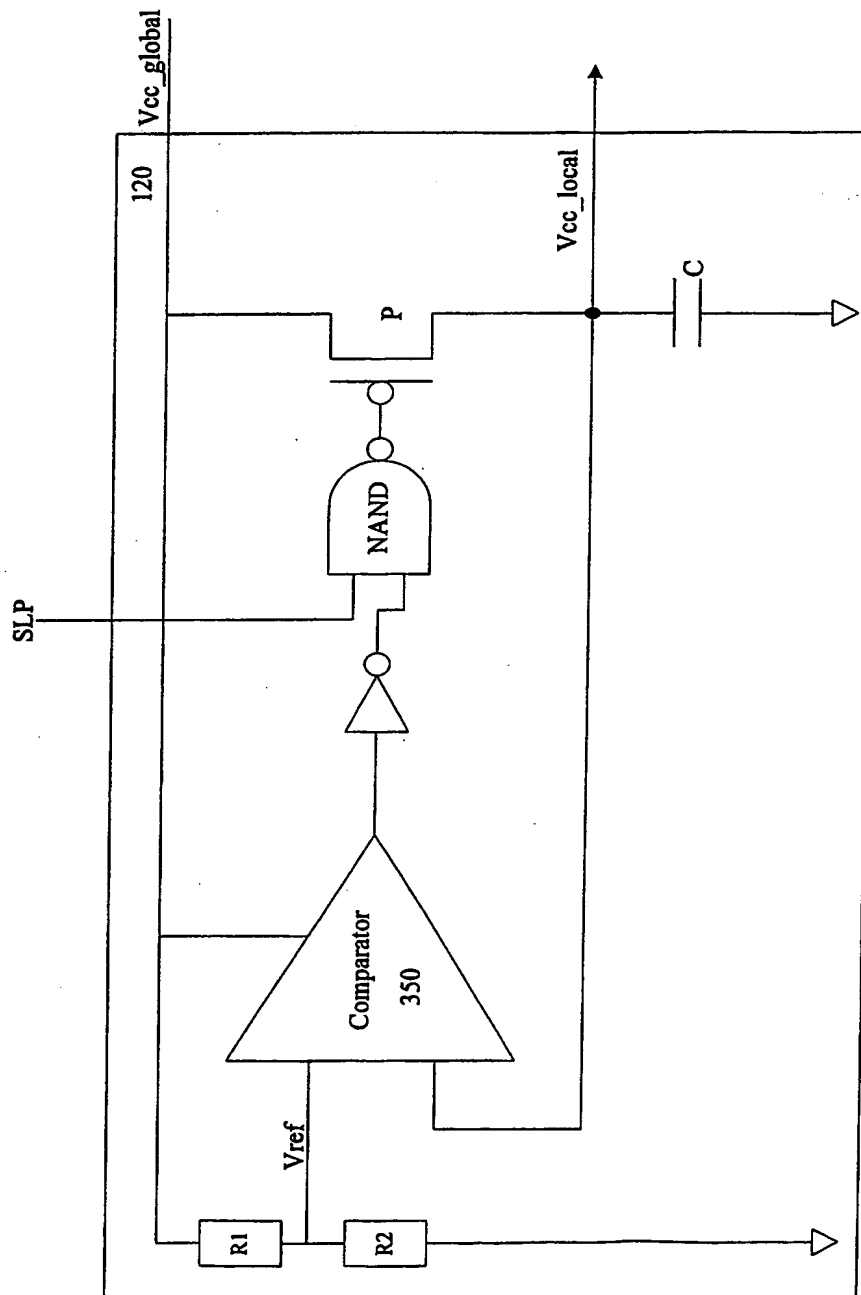 SLP
120
Vcc_global
R1
R2
Vref
Comparator
350
NAND
P
Vcc_local
C